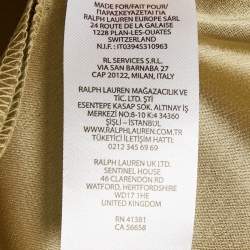 MADE FOR/FAIT POUR/
ΠΑΡΑΣΚΕΥΑΖΕΤΑΙ ΓΙΑ
RALPH LAUREN EUROPE SARL
24 ROUTE DE LA GALAISE
1228 PLAN-LES-OUATES
SWITZERLAND
N.I.F.: IT03945310963
RL SERVICES S.R.L.
VIA SAN BARNABA 27
CAP 20122, MILAN, ITALY
RALPH LAUREN MAĞAZACILIK VE
TİC. LTD. ŞTİ
ESENTEPE KASAP SOK. ALTINAY İŞ
MERKEZI NO:6-10 K:4 34360
ŞİŞLİ - İSTANBUL
WWW.RALPHLAUREN.COM
TÜKETİCİ İLETİŞİM HATTI:
0212 345 69 69
RALPH LAUREN UK LTD.
SENTINEL HOUSE
46 CLARENDON RD
WATFORD, HERTFORDSHIRE
WD17 1HE
UNITED KINGDOM
RN 41381
CA 56658